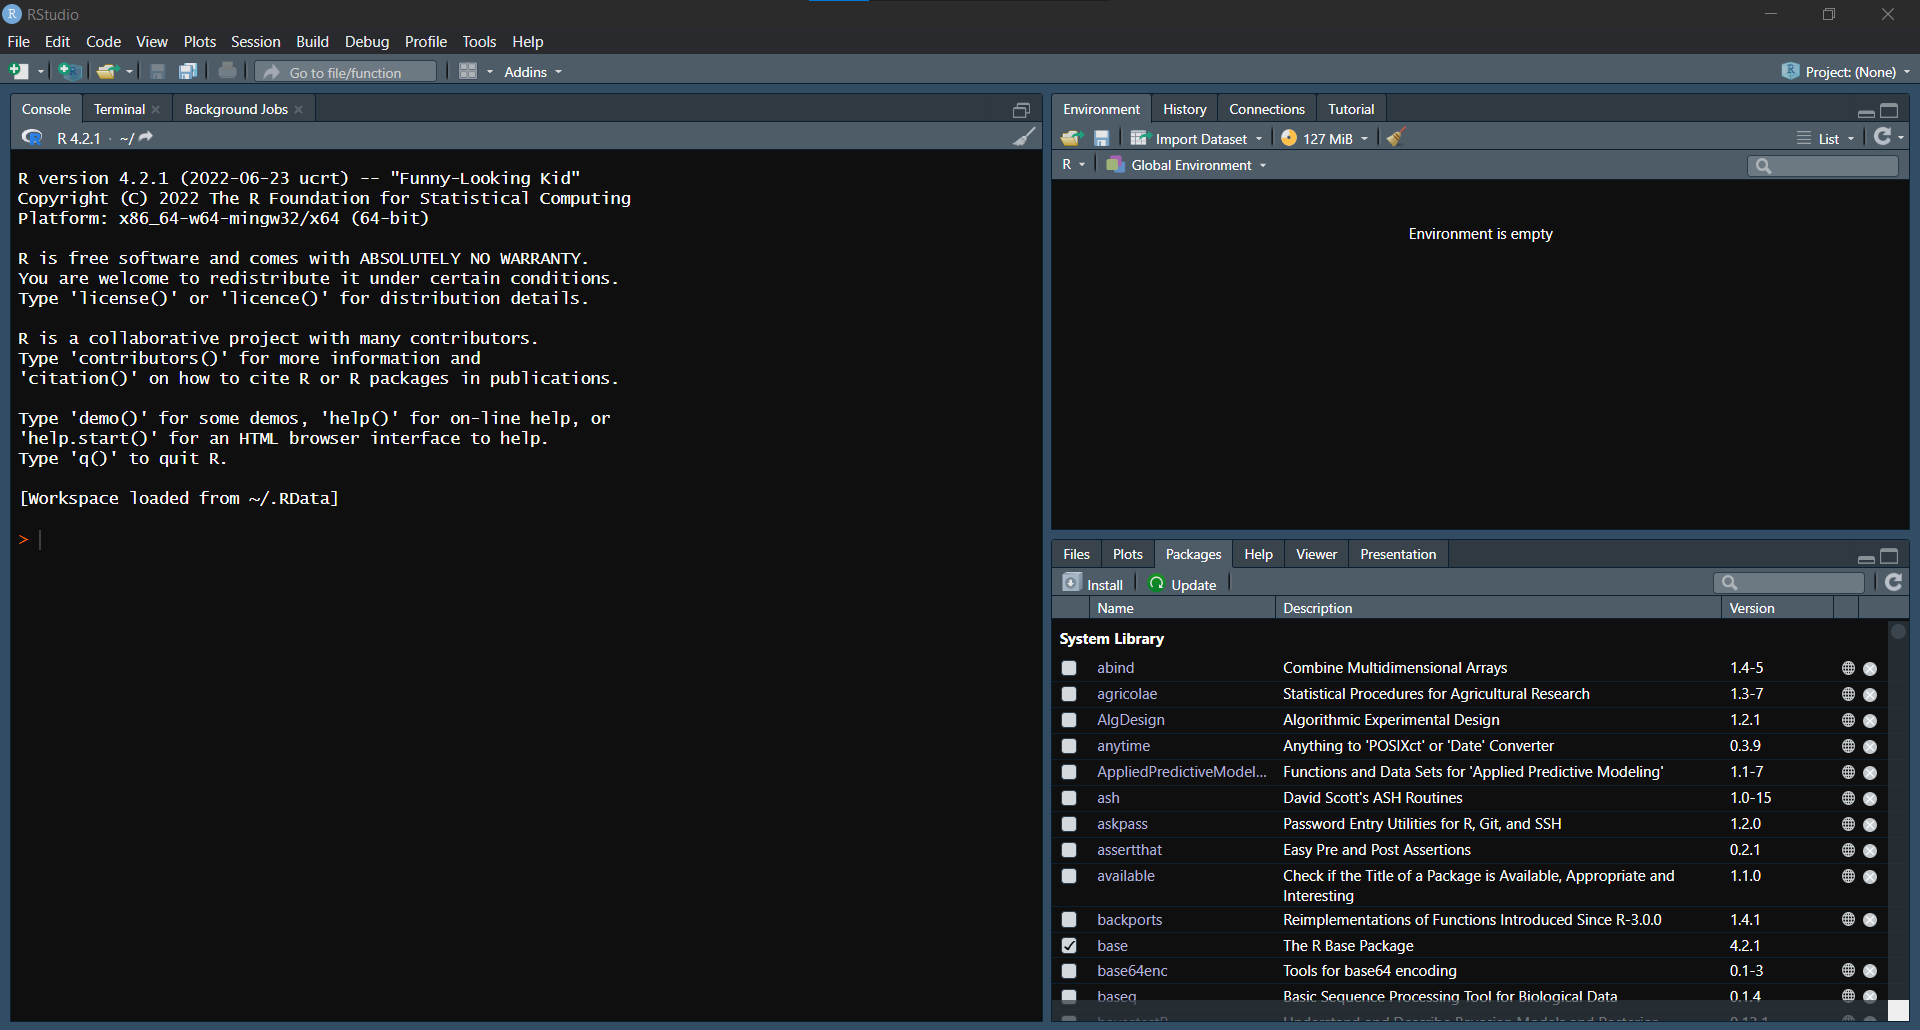 RStudio
File Edit Code View Plots Session Build Debug Profile Tools Help
Go to file/function Addins Project: (None)
Console Terminal Background Jobs
R 4.2.1 · ~/
R version 4.2.1 (2022-06-23 ucrt) -- "Funny-Looking Kid"
Copyright (C) 2022 The R Foundation for Statistical Computing
Platform: x86_64-w64-mingw32/x64 (64-bit)
R is free software and comes with ABSOLUTELY NO WARRANTY.
You are welcome to redistribute it under certain conditions.
Type 'license()' or 'licence()' for distribution details.
R is a collaborative project with many contributors.
Type 'contributors()' for more information and
'citation()' on how to cite R or R packages in publications.
Type 'demo()' for some demos, 'help()' for on-line help, or
'help.start()' for an HTML browser interface to help.
Type 'q()' to quit R.
[Workspace loaded from ~/.RData]
>
Environment History Connections Tutorial
Import Dataset 127 MiB List
R Global Environment
Environment is empty
Files Plots Packages Help Viewer Presentation
Install Update
Name Description Version
System Library
abind Combine Multidimensional Arrays 1.4-5
agricolae Statistical Procedures for Agricultural Research 1.3-7
AlgDesign Algorithmic Experimental Design 1.2.1
anytime Anything to 'POSIXct' or 'Date' Converter 0.3.9
AppliedPredictiveModel... Functions and Data Sets for 'Applied Predictive Modeling' 1.1-7
ash David Scott's ASH Routines 1.0-15
askpass Password Entry Utilities for R, Git, and SSH 1.2.0
assertthat Easy Pre and Post Assertions 0.2.1
available Check if the Title of a Package is Available, Appropriate and 1.1.0
Interesting
backports Reimplementations of Functions Introduced Since R-3.0.0 1.4.1
base The R Base Package 4.2.1
base64enc Tools for base64 encoding 0.1-3
baseq Basic Sequence Processing Tool for Biological Data 0.1.4